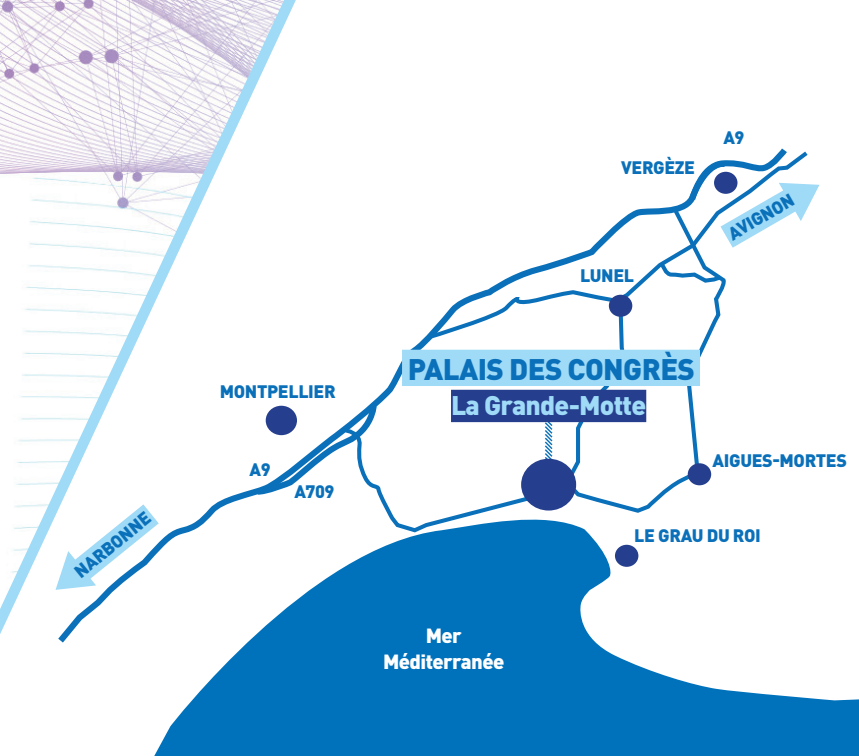 A9
VERGÈZE
AVIGNON
LUNEL
PALAIS DES CONGRÈS
La Grande-Motte
MONTPELLIER
A9
A709
AIGUES-MORTES
NARBONNE
LE GRAU DU ROI
Mer
Méditerranée